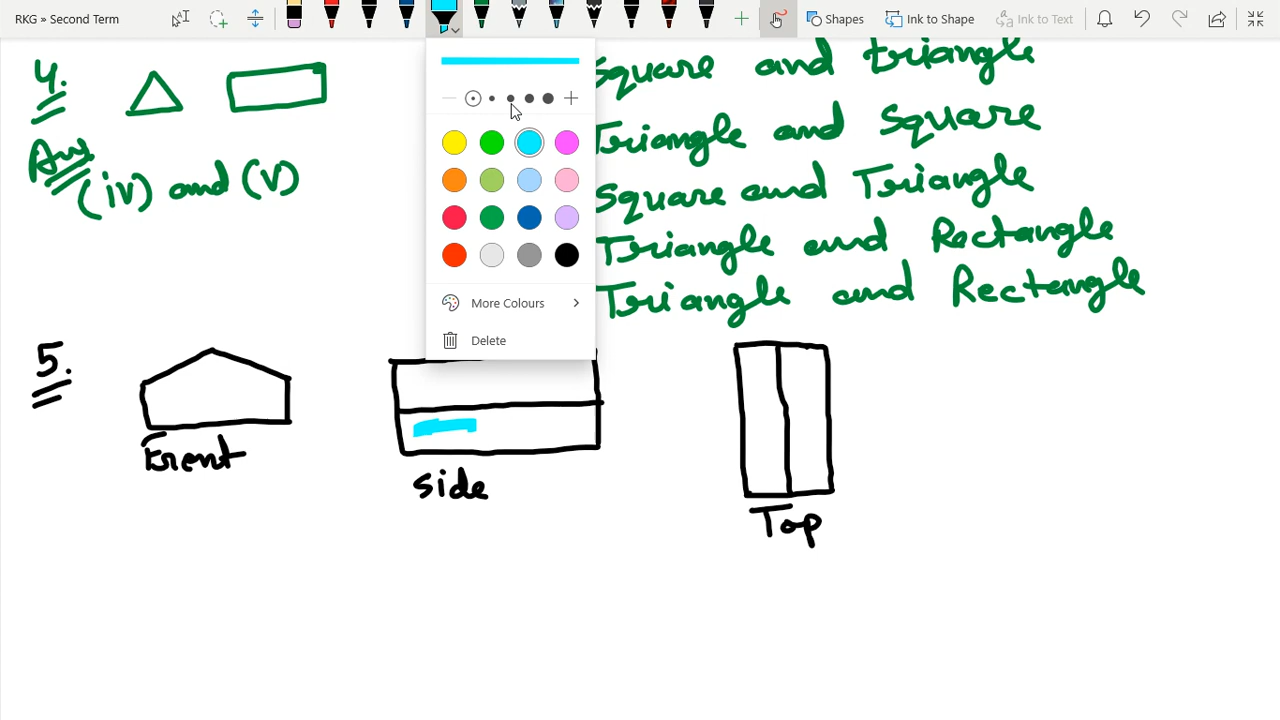 RKG » Second Term
Shapes
Ink to Shape
Ink to Text
4.
Ans
(iv) and (v)
Square and triangle
Triangle and Square
Square and Triangle
Triangle and Rectangle
Triangle and Rectangle
More Colours
Delete
5.
Front
Side
Top